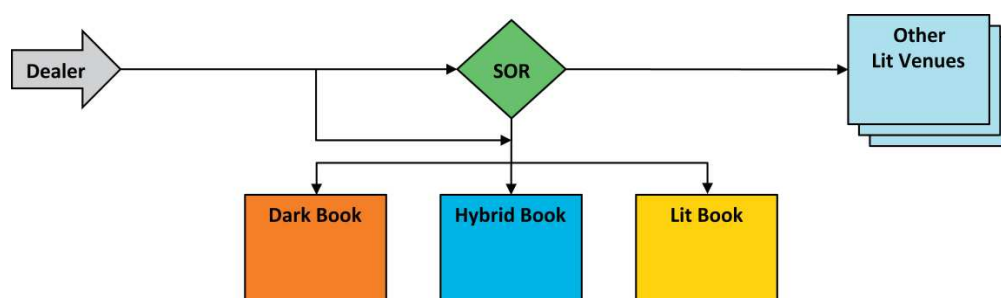 Dealer
SOR
Other
Lit Venues
Dark Book
Hybrid Book
Lit Book